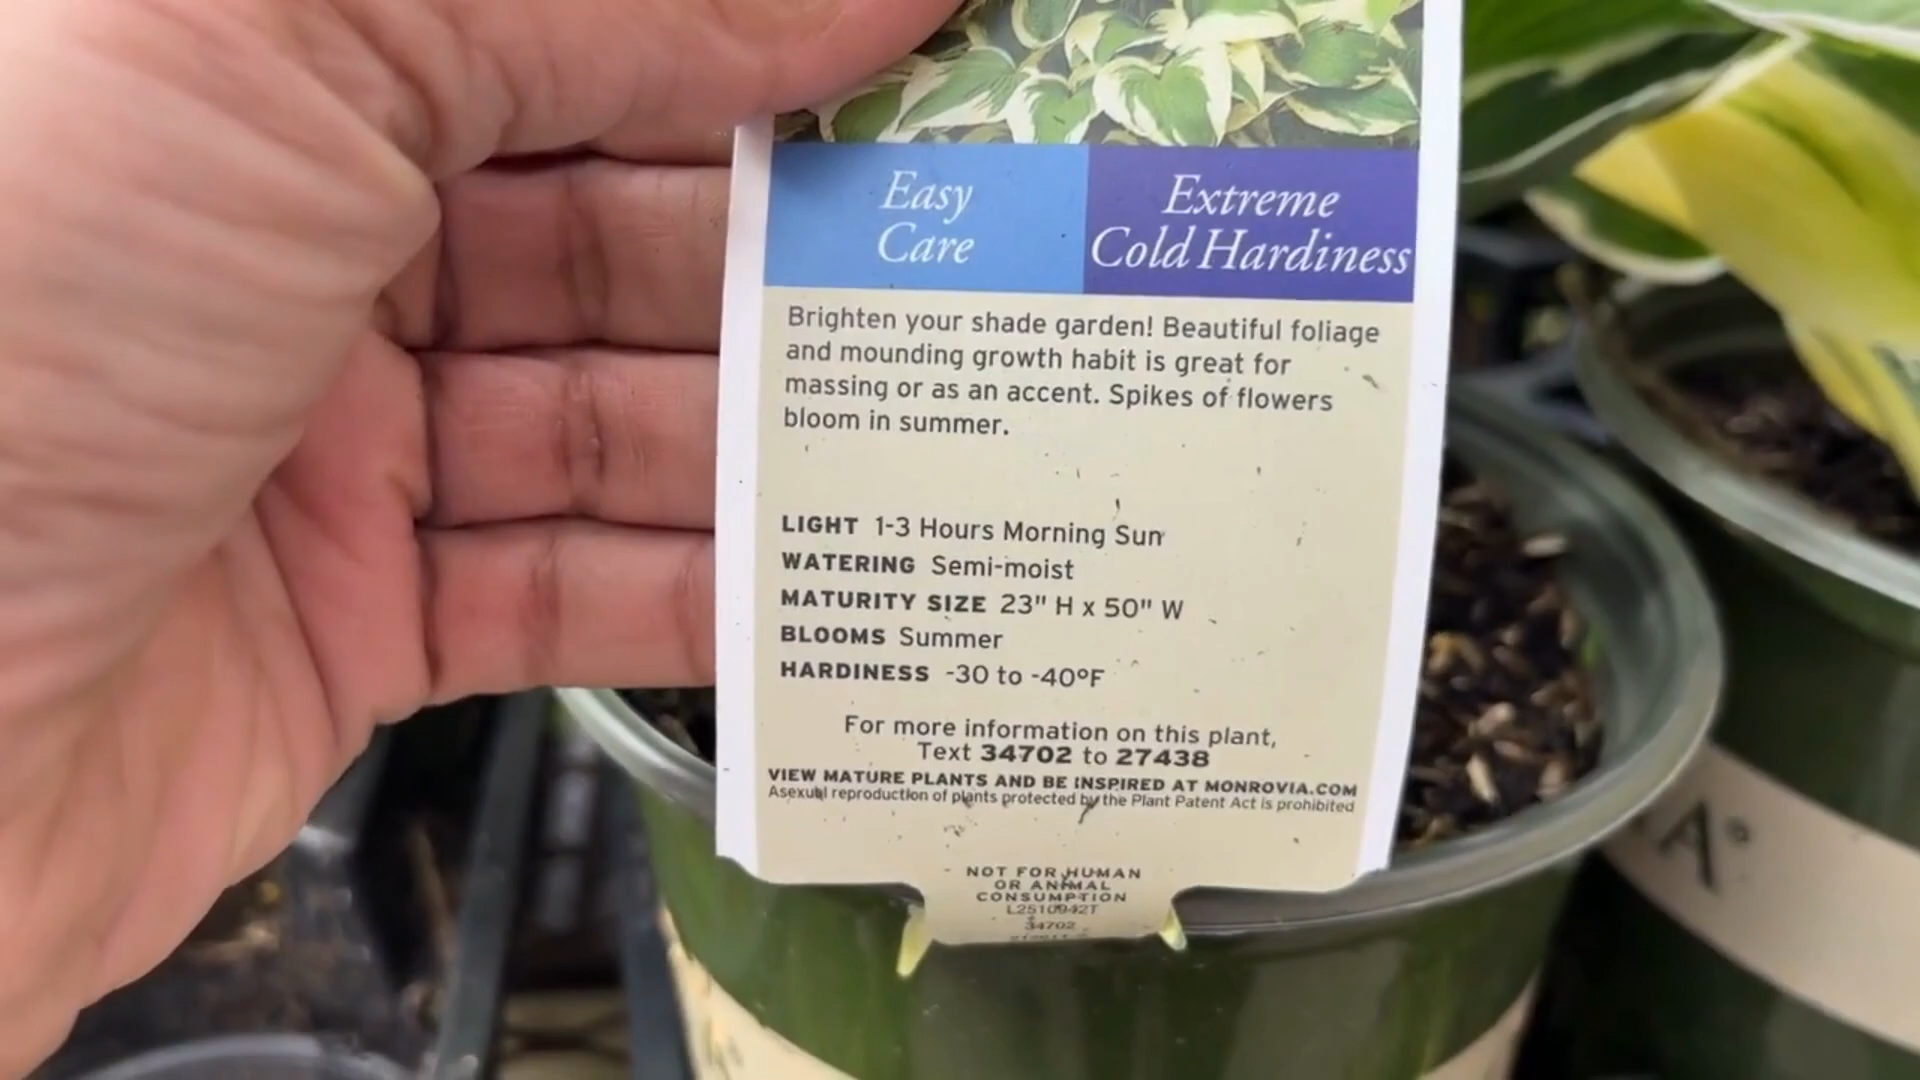 Easy
Care
Extreme
Cold Hardiness
Brighten your shade garden! Beautiful foliage
and mounding growth habit is great for
massing or as an accent. Spikes of flowers
bloom in summer.
LIGHT 1-3 Hours Morning Sun
WATERING Semi-moist
MATURITY SIZE 23" H x 50" W
BLOOMS Summer
HARDINESS -30 to -40°F
For more information on this plant,
Text 34702 to 27438
VIEW MATURE PLANTS AND BE INSPIRED AT MONROVIA.COM
Asexual reproduction of plants protected by the Plant Patent Act is prohibited
NOT FOR HUMAN
OR ANIMAL
CONSUMPTION
L2510942T
34702
A